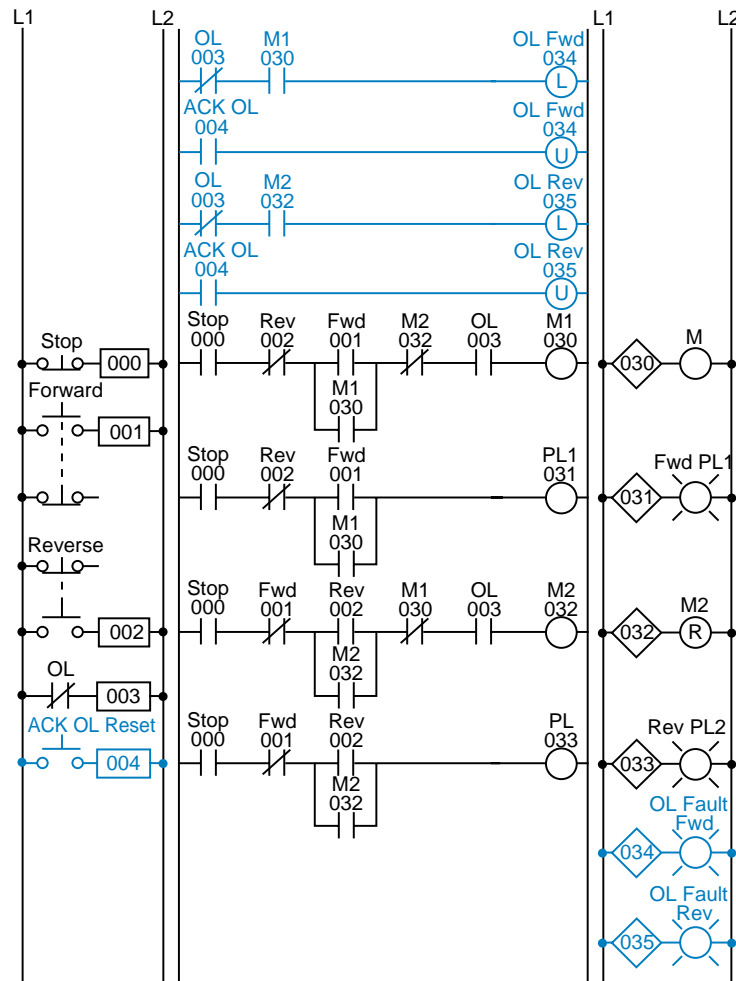 L1
L2
L1
L2
OL
003
M1
030
OL Fwd
034
L
ACK OL
004
OL Fwd
034
U
OL
003
M2
032
OL Rev
035
L
ACK OL
004
OL Rev
035
U
Stop
000
Stop
000
Rev
002
Fwd
001
M2
032
OL
003
M1
030
M1
030
030
M
Forward
001
Stop
000
Rev
002
Fwd
001
PL1
031
M1
030
031
Fwd PL1
Reverse
002
Stop
000
Fwd
001
Rev
002
M1
030
OL
003
M2
032
M2
032
032
M2
R
OL
003
ACK OL Reset
004
Stop
000
Fwd
001
Rev
002
PL
033
M2
032
033
Rev PL2
OL Fault
Fwd
034
OL Fault
Rev
035